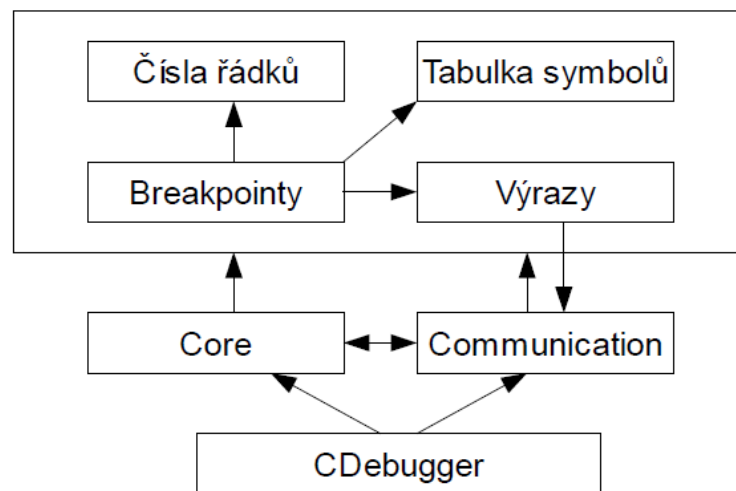 Čísla řádků
Tabulka symbolů
Breakpointy
Výrazy
Core
Communication
CDebugger